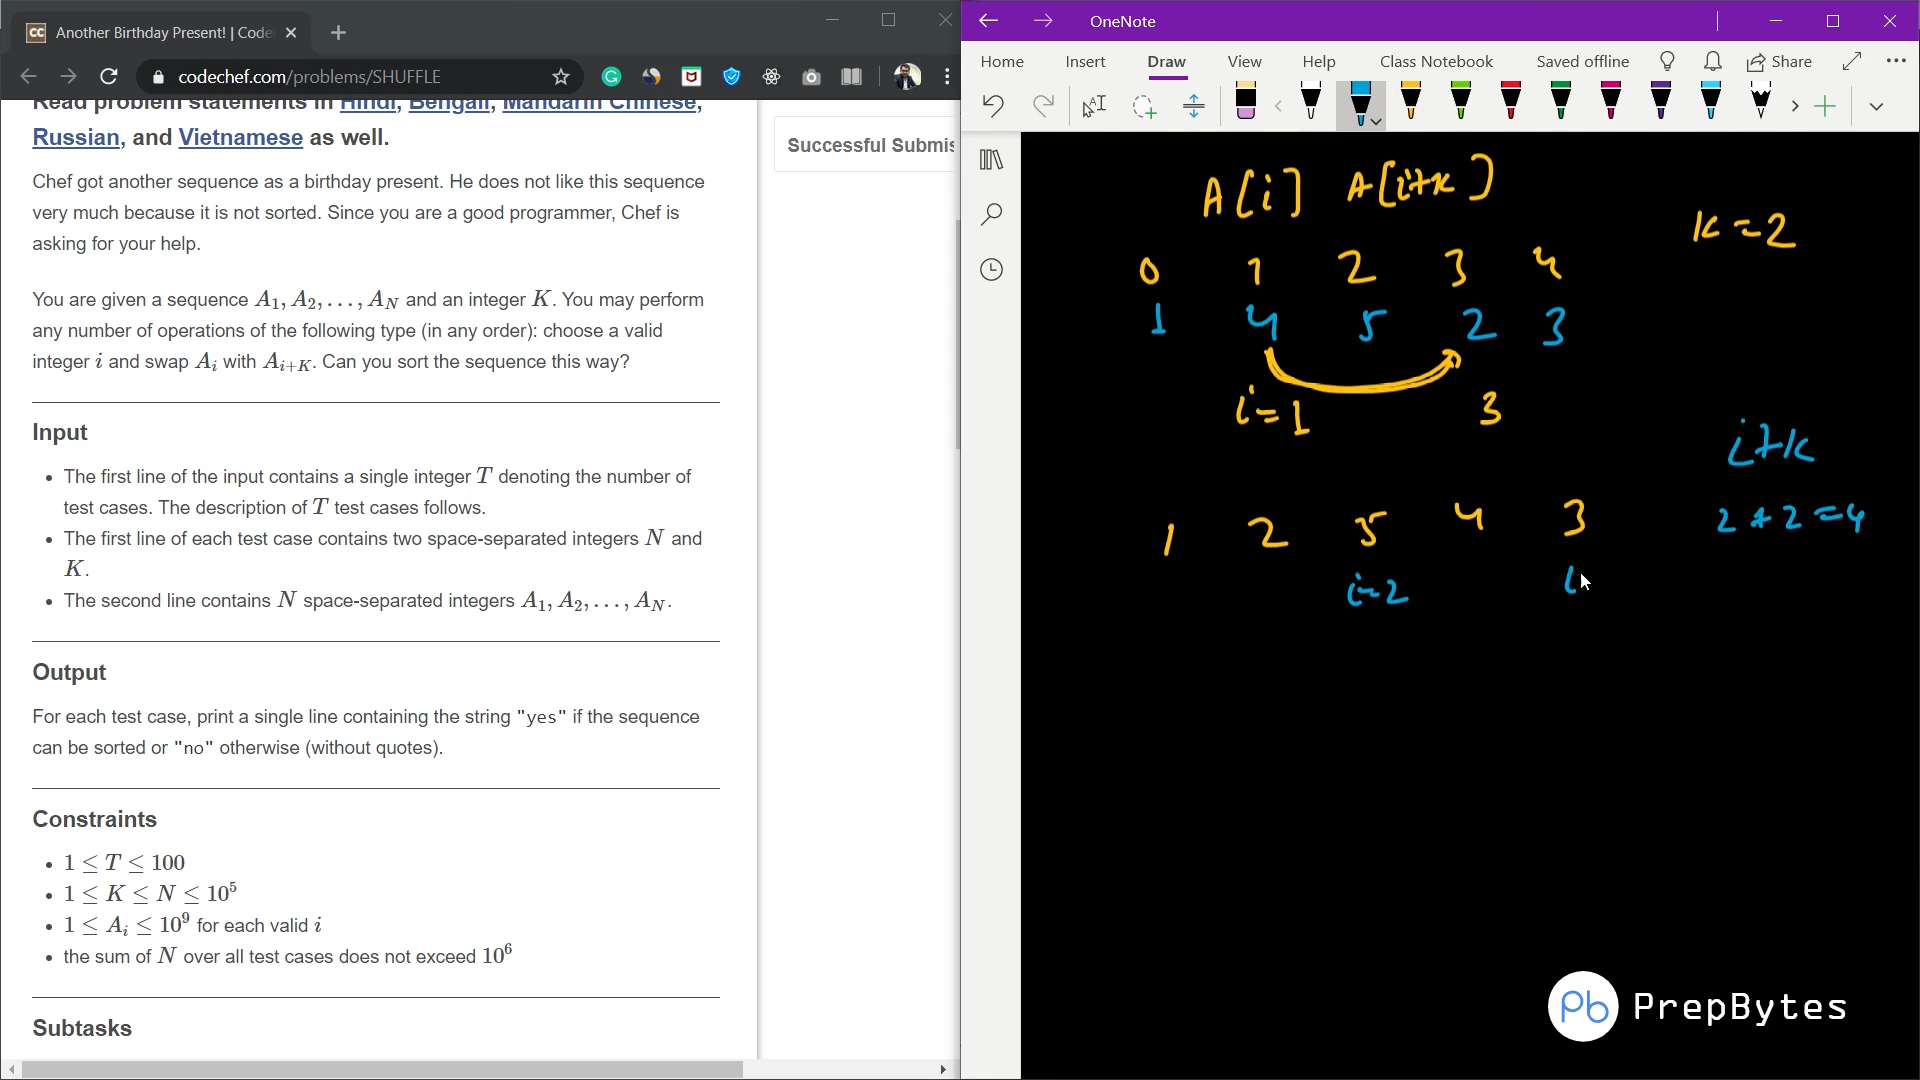 Another Birthday Present! | Code
codechef.com/problems/SHUFFLE
Read problem statements in Hindi, Bengali, Mandarin Chinese,
Russian, and Vietnamese as well.
Chef got another sequence as a birthday present. He does not like this sequence
very much because it is not sorted. Since you are a good programmer, Chef is
asking for your help.
You are given a sequence A1, A2, ..., AN and an integer K. You may perform
any number of operations of the following type (in any order): choose a valid
integer i and swap Ai with Ai+K. Can you sort the sequence this way?
Input
• The first line of the input contains a single integer T denoting the number of
test cases. The description of T test cases follows.
• The first line of each test case contains two space-separated integers N and
K.
• The second line contains N space-separated integers A1, A2, ..., AN.
Output
For each test case, print a single line containing the string "yes" if the sequence
can be sorted or "no" otherwise (without quotes).
Constraints
• 1 ≤ T ≤ 100
• 1 ≤ K ≤ N ≤ 10^5
• 1 ≤ Ai ≤ 10^9 for each valid i
• the sum of N over all test cases does not exceed 10^6
Subtasks
Successful Submis
OneNote
Home Insert Draw View Help Class Notebook Saved offline Share
A[i] A[i+k]
k=2
0 1 2 3 4
1 4 5 2 3
i=1 3
i+k
1 2 5 4 3
2+2=4
i=2
Pb PrepBytes